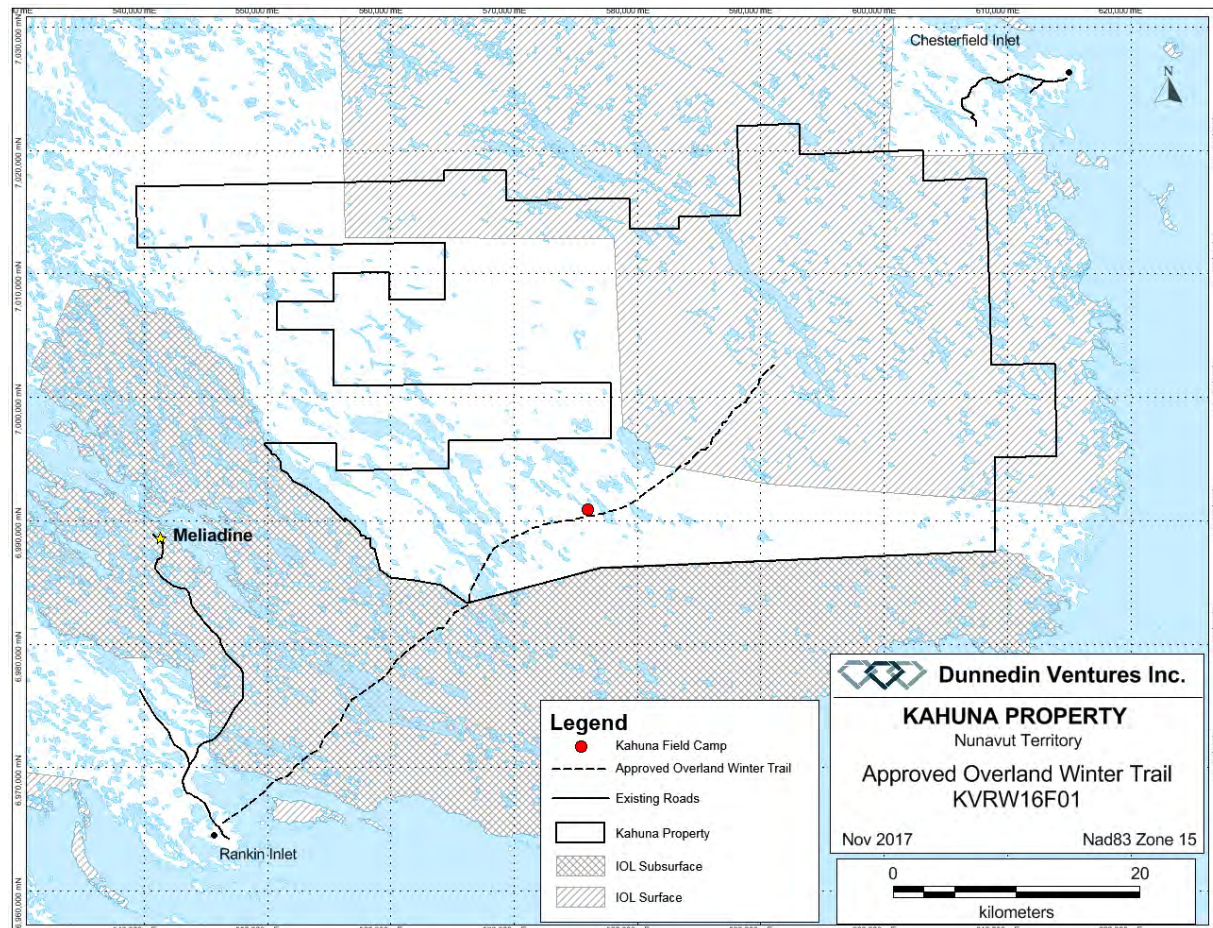 540,000 mE
550,000 mE
560,000 mE
570,000 mE
580,000 mE
590,000 mE
600,000 mE
610,000 mE
620,000 mE
7,030,000 mN
Chesterfield Inlet
N
7,020,000 mN
7,010,000 mN
7,000,000 mN
6,990,000 mN
Meliadine
6,980,000 mN
6,970,000 mN
6,960,000 mN
Rankin Inlet
Legend
Kahuna Field Camp
Approved Overland Winter Trail
Existing Roads
Kahuna Property
IOL Subsurface
IOL Surface
Dunnedin Ventures Inc.
KAHUNA PROPERTY
Nunavut Territory
Approved Overland Winter Trail
KVRW16F01
Nov 2017 Nad83 Zone 15
0 20
kilometers